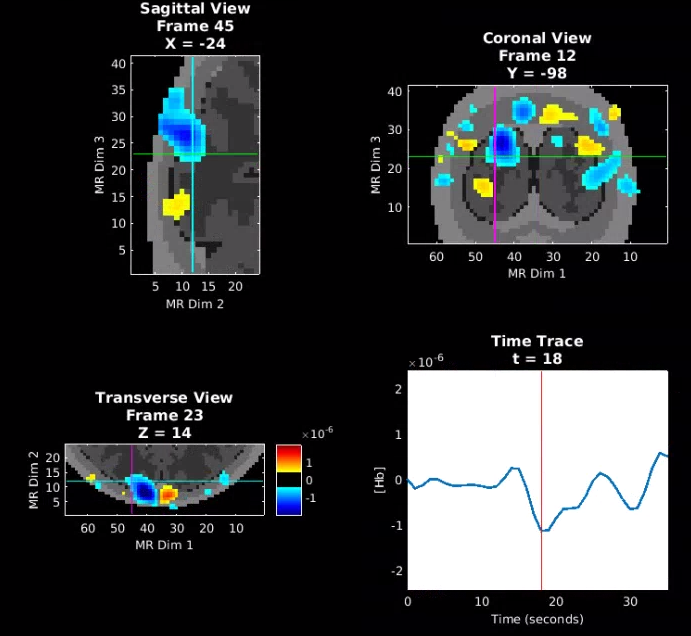 Sagittal View
Frame 45
X = -24
40
35
30
25
20
15
10
5
MR Dim 3
5 10 15 20
MR Dim 2
Coronal View
Frame 12
Y = -98
40
30
20
10
MR Dim 3
60 50 40 30 20 10
MR Dim 1
Transverse View
Frame 23
Z = 14
20
15
10
5
MR Dim 2
60 50 40 30 20 10
MR Dim 1
×10⁻⁶
1
0
-1
Time Trace
t = 18
×10⁻⁶
2
1
0
-1
-2
[Hb]
0 10 20 30
Time (seconds)